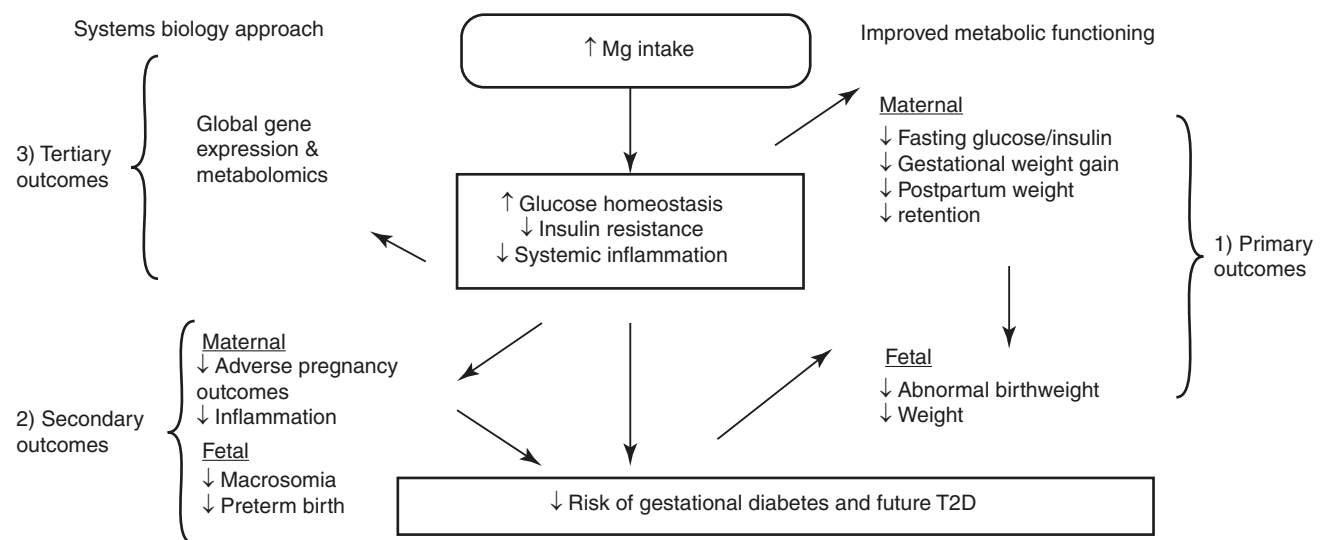 Systems biology approach
↑ Mg intake
Improved metabolic functioning
3) Tertiary
outcomes
Global gene
expression &
metabolomics
↑ Glucose homeostasis
↓ Insulin resistance
↓ Systemic inflammation
Maternal
↓ Fasting glucose/insulin
↓ Gestational weight gain
↓ Postpartum weight
↓ retention
1) Primary
outcomes
Fetal
↓ Abnormal birthweight
↓ Weight
2) Secondary
outcomes
Maternal
↓ Adverse pregnancy
outcomes
↓ Inflammation
Fetal
↓ Macrosomia
↓ Preterm birth
↓ Risk of gestational diabetes and future T2D